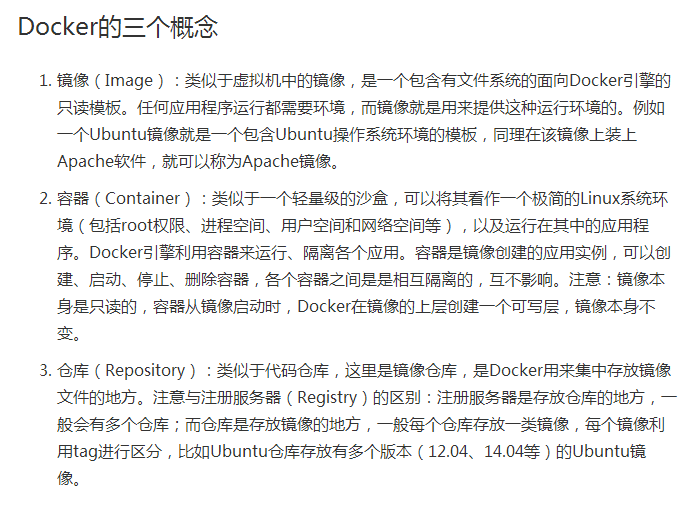 Docker的三个概念
1. 镜像（Image）：类似于虚拟机中的镜像，是一个包含有文件系统的面向Docker引擎的
只读模板。任何应用程序运行都需要环境，而镜像就是用来提供这种运行环境的。例如
一个Ubuntu镜像就是一个包含Ubuntu操作系统环境的模板，同理在该镜像上装上
Apache软件，就可以称为Apache镜像。
2. 容器（Container）：类似于一个轻量级的沙盒，可以将其看作一个极简的Linux系统环
境（包括root权限、进程空间、用户空间和网络空间等），以及运行在其中的应用程
序。Docker引擎利用容器来运行、隔离各个应用。容器是镜像创建的应用实例，可以创
建、启动、停止、删除容器，各个容器之间是是相互隔离的，互不影响。注意：镜像本
身是只读的，容器从镜像启动时，Docker在镜像的上层创建一个可写层，镜像本身不
变。
3. 仓库（Repository）：类似于代码仓库，这里是镜像仓库，是Docker用来集中存放镜像
文件的地方。注意与注册服务器（Registry）的区别：注册服务器是存放仓库的地方，一
般会有多个仓库；而仓库是存放镜像的地方，一般每个仓库存放一类镜像，每个镜像利
用tag进行区分，比如Ubuntu仓库存放有多个版本（12.04、14.04等）的Ubuntu镜
像。